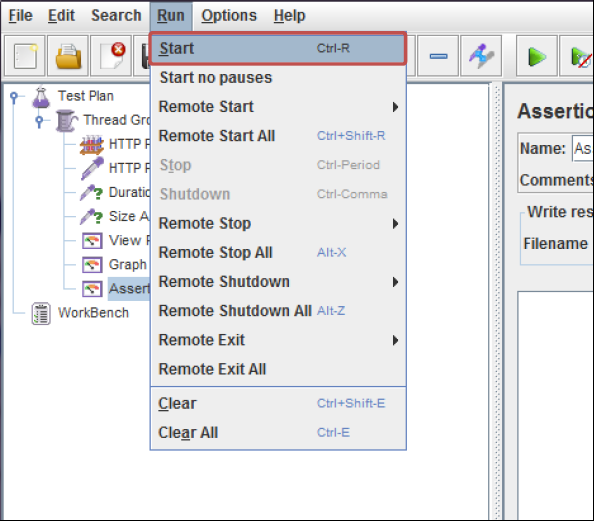 File Edit Search Run Options Help
Start Ctrl-R
Start no pauses
Remote Start
Remote Start All Ctrl+Shift-R
Stop Ctrl-Period
Shutdown Ctrl-Comma
Remote Stop
Remote Stop All Alt-X
Remote Shutdown
Remote Shutdown All Alt-Z
Remote Exit
Remote Exit All
Clear Ctrl+Shift-E
Clear All Ctrl-E
Test Plan
Thread Gro
HTTP R
HTTP R
Duratio
Size A
View R
Graph
Assert
WorkBench
Assertio
Name: As
Comments
Write res
Filename